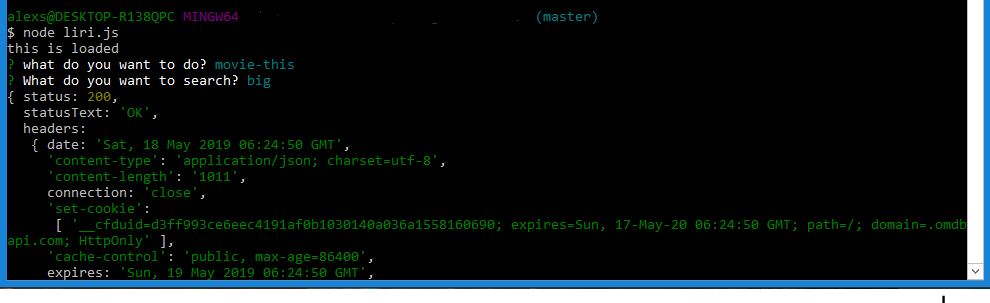 alexs@DESKTOP-R138QPC MINGW64 (master)
$ node liri.js
this is loaded
? what do you want to do? movie-this
? What do you want to search? big
{ status: 200,
statusText: 'OK',
headers:
{ date: 'Sat, 18 May 2019 06:24:50 GMT',
'content-type': 'application/json; charset=utf-8',
'content-length': '1011',
connection: 'close',
'set-cookie':
[ '__cfduid=d3ff993ce6eec4191af0b1030140a036a1558160690; expires=Sun, 17-May-20 06:24:50 GMT; path=/; domain=.omdb
api.com; HttpOnly' ],
'cache-control': 'public, max-age=86400',
expires: 'Sun, 19 May 2019 06:24:50 GMT',